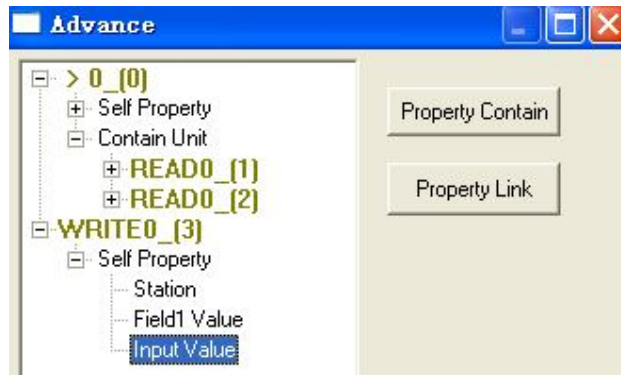 Advance
> 0_(0)
Self Property
Contain Unit
READ0_(1)
READ0_(2)
WRITE0_(3)
Self Property
Station
Field1 Value
Input Value
Property Contain
Property Link